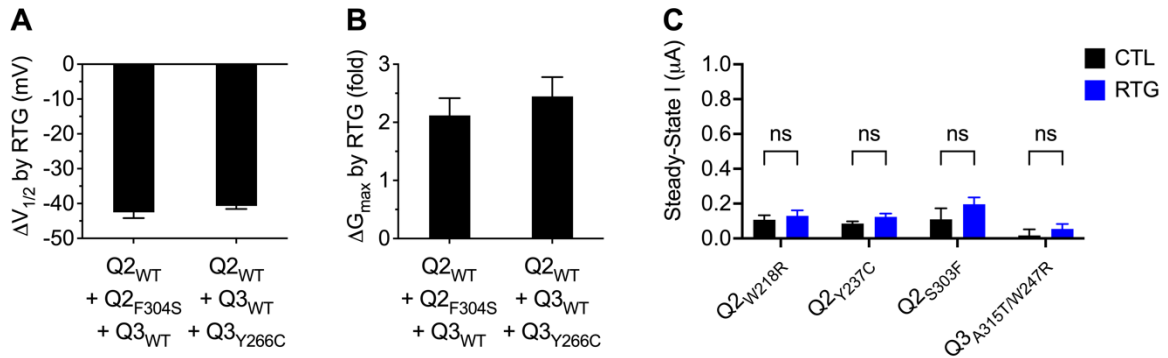 A
ΔV1/2 by RTG (mV)
0
-10
-20
-30
-40
-50
Q2WT Q2WT
+ Q2F304S + Q3WT
+ Q3WT + Q3Y266C
B
ΔGmax by RTG (fold)
3
2
1
0
Q2WT Q2WT
+ Q2F304S + Q3WT
+ Q3WT + Q3Y266C
C
Steady-State I (μA)
1.0
0.8
0.6
0.4
0.2
0.0
ns ns ns ns
Q2W218R
Q2Y237C
Q2S303F
Q3A315T/W247R
CTL
RTG